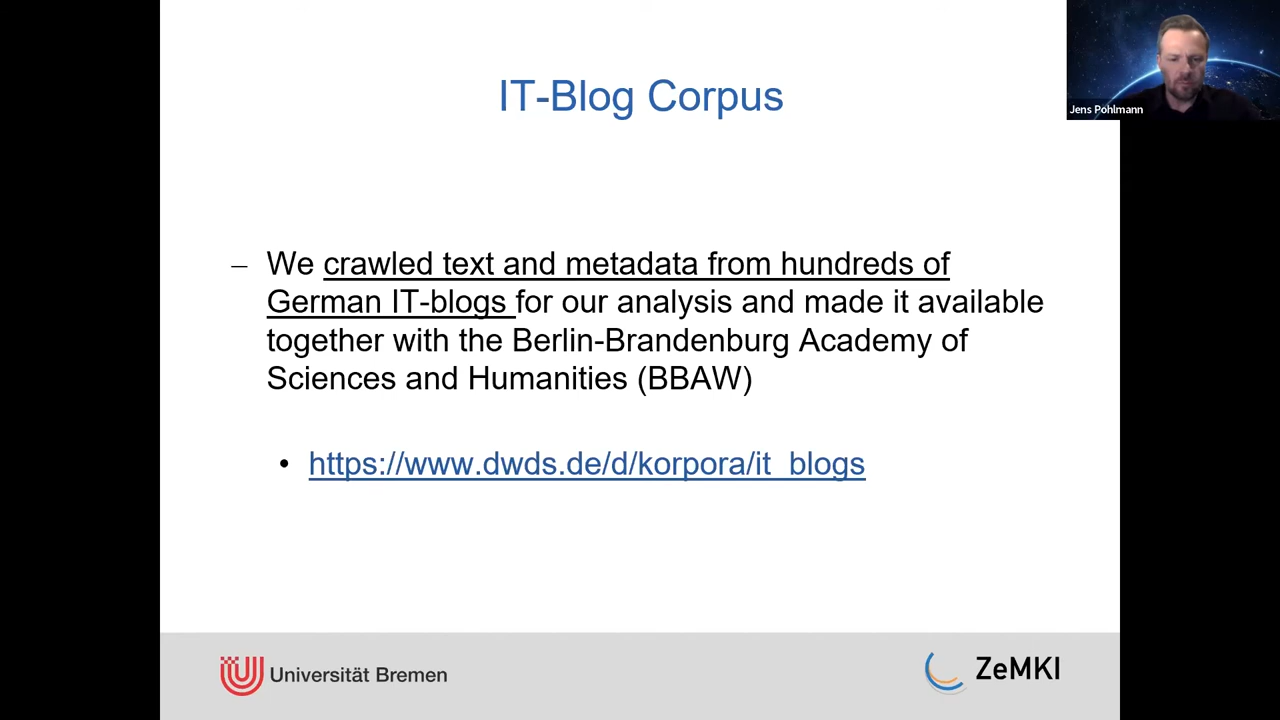 IT-Blog Corpus
Jens Pohlmann
– We crawled text and metadata from hundreds of
German IT-blogs for our analysis and made it available
together with the Berlin-Brandenburg Academy of
Sciences and Humanities (BBAW)
• https://www.dwds.de/d/korpora/it_blogs
Universität Bremen
ZeMKI